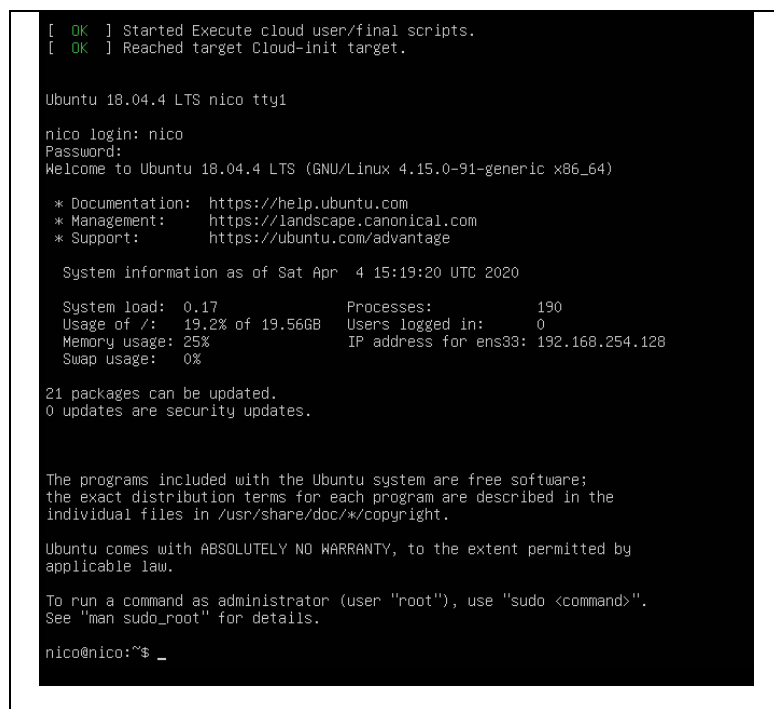 [  OK  ] Started Execute cloud user/final scripts.
[  OK  ] Reached target Cloud-init target.
Ubuntu 18.04.4 LTS nico tty1
nico login: nico
Password:
Welcome to Ubuntu 18.04.4 LTS (GNU/Linux 4.15.0-91-generic x86_64)
* Documentation:  https://help.ubuntu.com
* Management:     https://landscape.canonical.com
* Support:        https://ubuntu.com/advantage
System information as of Sat Apr  4 15:19:20 UTC 2020
System load:  0.17               Processes:            190
Usage of /:   19.2% of 19.56GB   Users logged in:      0
Memory usage: 25%                IP address for ens33: 192.168.254.128
Swap usage:   0%
21 packages can be updated.
0 updates are security updates.
The programs included with the Ubuntu system are free software;
the exact distribution terms for each program are described in the
individual files in /usr/share/doc/*/copyright.
Ubuntu comes with ABSOLUTELY NO WARRANTY, to the extent permitted by
applicable law.
To run a command as administrator (user "root"), use "sudo <command>".
See "man sudo_root" for details.
nico@nico:~$ _